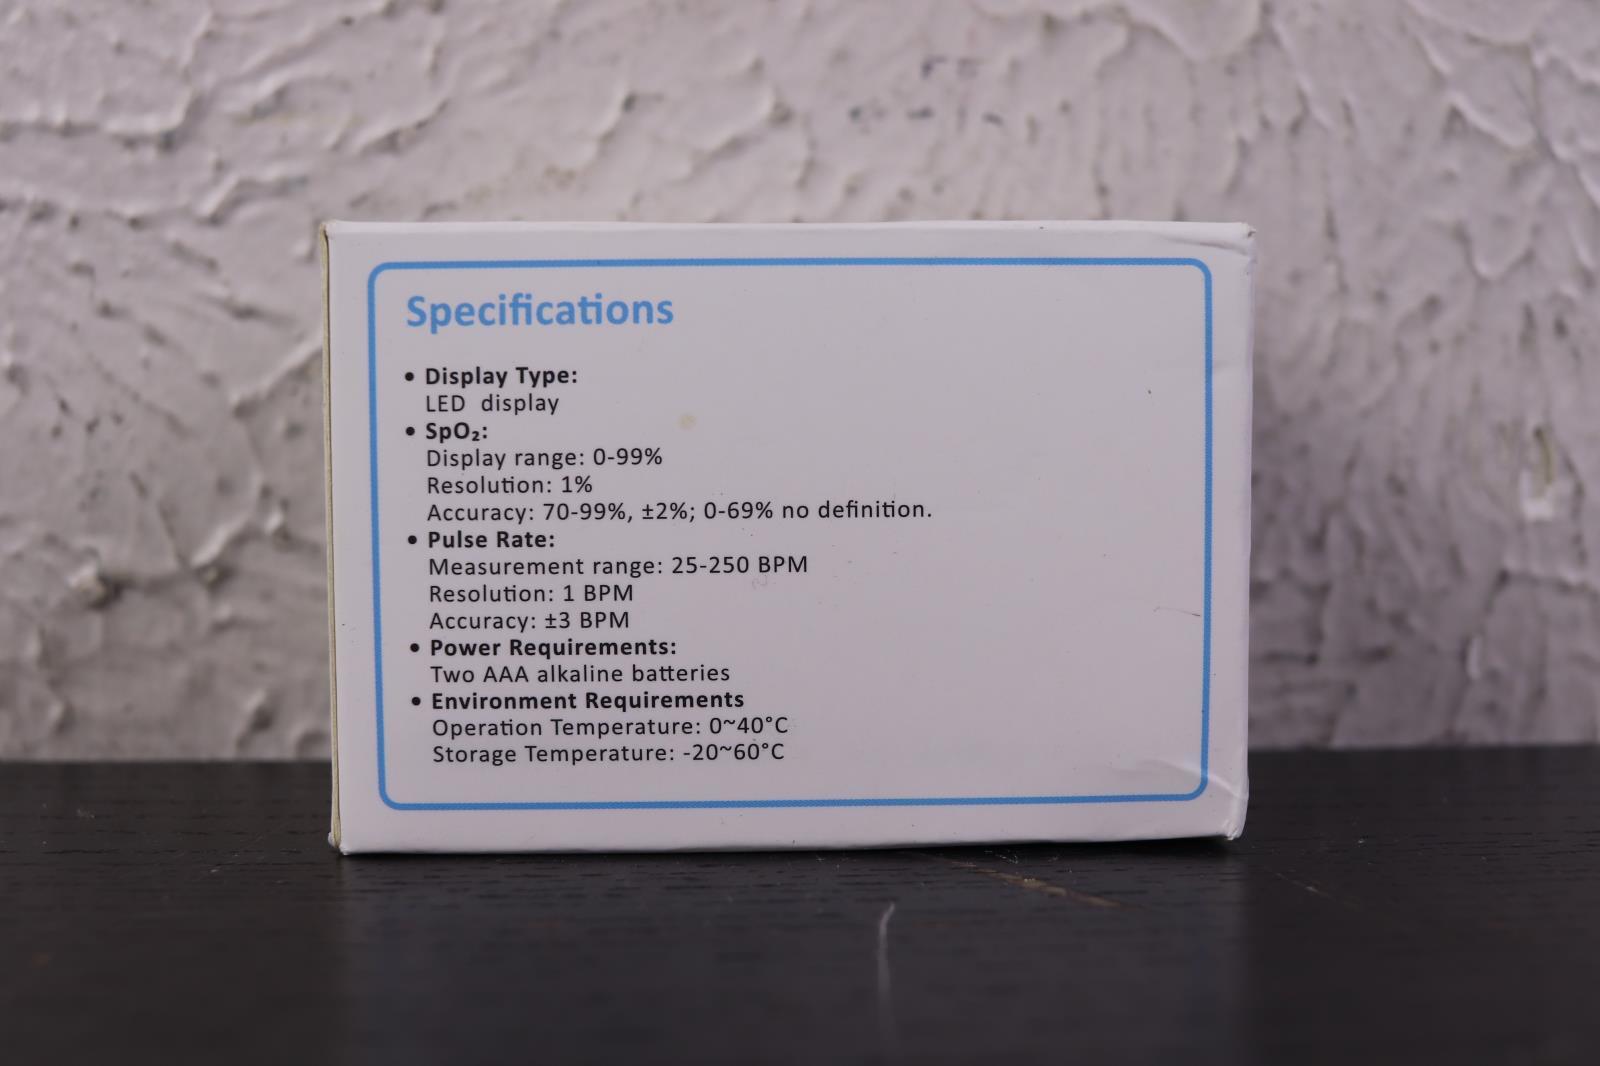 Specifications
• Display Type:
LED display
• SpO₂:
Display range: 0-99%
Resolution: 1%
Accuracy: 70-99%, ±2%; 0-69% no definition.
• Pulse Rate:
Measurement range: 25-250 BPM
Resolution: 1 BPM
Accuracy: ±3 BPM
• Power Requirements:
Two AAA alkaline batteries
• Environment Requirements
Operation Temperature: 0~40°C
Storage Temperature: -20~60°C